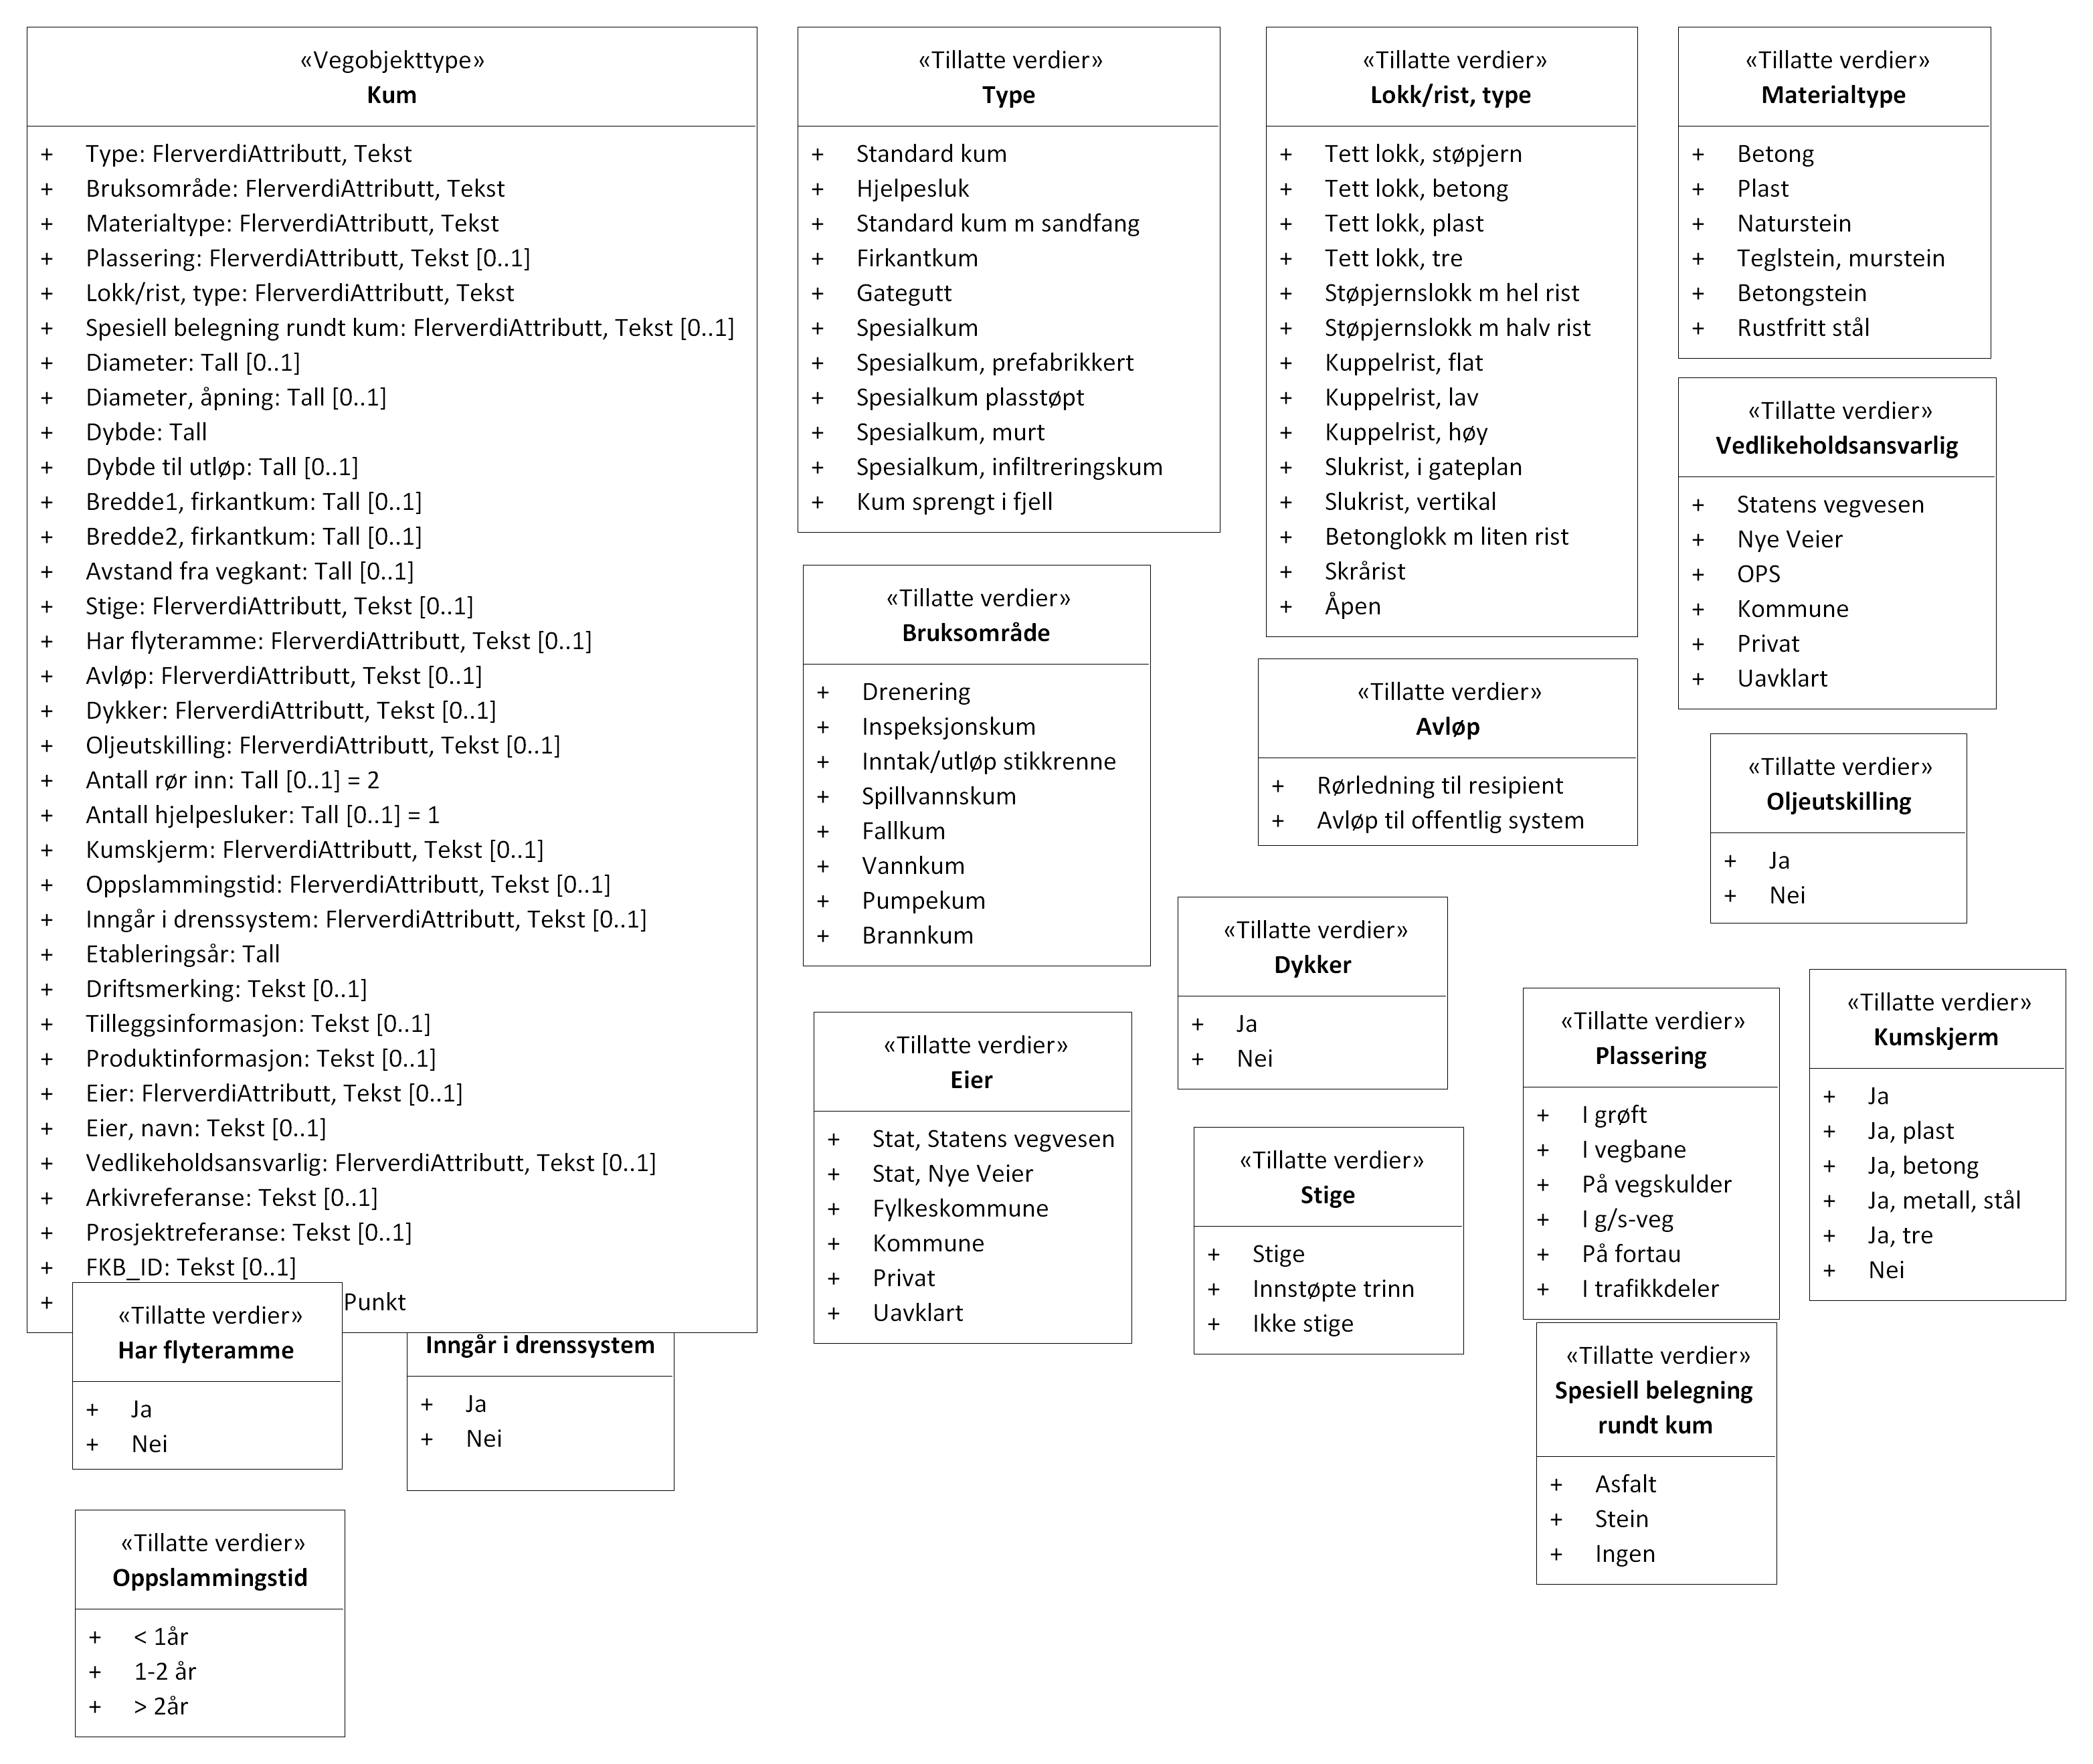 «Vegobjekttype»
Kum
+ Type: FlerverdiAttributt, Tekst
+ Bruksområde: FlerverdiAttributt, Tekst
+ Materialtype: FlerverdiAttributt, Tekst
+ Plassering: FlerverdiAttributt, Tekst [0..1]
+ Lokk/rist, type: FlerverdiAttributt, Tekst
+ Spesiell belegning rundt kum: FlerverdiAttributt, Tekst [0..1]
+ Diameter: Tall [0..1]
+ Diameter, åpning: Tall [0..1]
+ Dybde: Tall
+ Dybde til utløp: Tall [0..1]
+ Bredde1, firkantkum: Tall [0..1]
+ Bredde2, firkantkum: Tall [0..1]
+ Avstand fra vegkant: Tall [0..1]
+ Stige: FlerverdiAttributt, Tekst [0..1]
+ Har flyteramme: FlerverdiAttributt, Tekst [0..1]
+ Avløp: FlerverdiAttributt, Tekst [0..1]
+ Dykker: FlerverdiAttributt, Tekst [0..1]
+ Oljeutskilling: FlerverdiAttributt, Tekst [0..1]
+ Antall rør inn: Tall [0..1] = 2
+ Antall hjelpesluker: Tall [0..1] = 1
+ Kumskjerm: FlerverdiAttributt, Tekst [0..1]
+ Oppslammingstid: FlerverdiAttributt, Tekst [0..1]
+ Inngår i drenssystem: FlerverdiAttributt, Tekst [0..1]
+ Etableringsår: Tall
+ Driftsmerking: Tekst [0..1]
+ Tilleggsinformasjon: Tekst [0..1]
+ Produktinformasjon: Tekst [0..1]
+ Eier: FlerverdiAttributt, Tekst [0..1]
+ Eier, navn: Tekst [0..1]
+ Vedlikeholdsansvarlig: FlerverdiAttributt, Tekst [0..1]
+ Arkivreferanse: Tekst [0..1]
+ Prosjektreferanse: Tekst [0..1]
+ FKB_ID: Tekst [0..1]
+ Punkt
«Tillatte verdier»
Har flyteramme
+ Ja
+ Nei
Inngår i drenssystem
+ Ja
+ Nei
«Tillatte verdier»
Oppslammingstid
+ < 1år
+ 1-2 år
+ > 2år
«Tillatte verdier»
Type
+ Standard kum
+ Hjelpesluk
+ Standard kum m sandfang
+ Firkantkum
+ Gategutt
+ Spesialkum
+ Spesialkum, prefabrikkert
+ Spesialkum plasstøpt
+ Spesialkum, murt
+ Spesialkum, infiltreringskum
+ Kum sprengt i fjell
«Tillatte verdier»
Bruksområde
+ Drenering
+ Inspeksjonskum
+ Inntak/utløp stikkrenne
+ Spillvannskum
+ Fallkum
+ Vannkum
+ Pumpekum
+ Brannkum
«Tillatte verdier»
Eier
+ Stat, Statens vegvesen
+ Stat, Nye Veier
+ Fylkeskommune
+ Kommune
+ Privat
+ Uavklart
«Tillatte verdier»
Lokk/rist, type
+ Tett lokk, støpjern
+ Tett lokk, betong
+ Tett lokk, plast
+ Tett lokk, tre
+ Støpjernslokk m hel rist
+ Støpjernslokk m halv rist
+ Kuppelrist, flat
+ Kuppelrist, lav
+ Kuppelrist, høy
+ Slukrist, i gateplan
+ Slukrist, vertikal
+ Betonglokk m liten rist
+ Skrårist
+ Åpen
«Tillatte verdier»
Avløp
+ Rørledning til resipient
+ Avløp til offentlig system
«Tillatte verdier»
Dykker
+ Ja
+ Nei
«Tillatte verdier»
Stige
+ Stige
+ Innstøpte trinn
+ Ikke stige
«Tillatte verdier»
Materialtype
+ Betong
+ Plast
+ Naturstein
+ Teglstein, murstein
+ Betongstein
+ Rustfritt stål
«Tillatte verdier»
Vedlikeholdsansvarlig
+ Statens vegvesen
+ Nye Veier
+ OPS
+ Kommune
+ Privat
+ Uavklart
«Tillatte verdier»
Oljeutskilling
+ Ja
+ Nei
«Tillatte verdier»
Plassering
+ I grøft
+ I vegbane
+ På vegskulder
+ I g/s-veg
+ På fortau
+ I trafikkdeler
«Tillatte verdier»
Kumskjerm
+ Ja
+ Ja, plast
+ Ja, betong
+ Ja, metall, stål
+ Ja, tre
+ Nei
«Tillatte verdier»
Spesiell belegning
rundt kum
+ Asfalt
+ Stein
+ Ingen